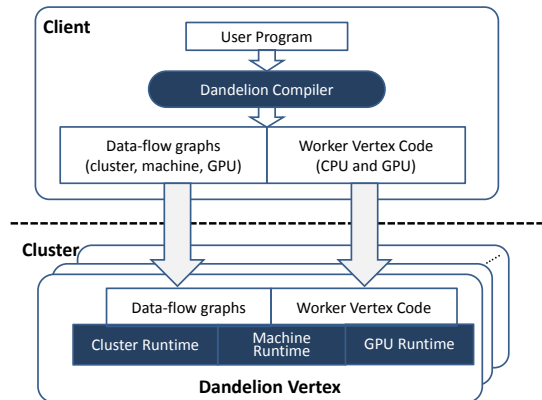 Client
User Program
Dandelion Compiler
Data-flow graphs
(cluster, machine, GPU)
Worker Vertex Code
(CPU and GPU)
Cluster
Data-flow graphs
Worker Vertex Code
Cluster Runtime
Machine
Runtime
GPU Runtime
Dandelion Vertex